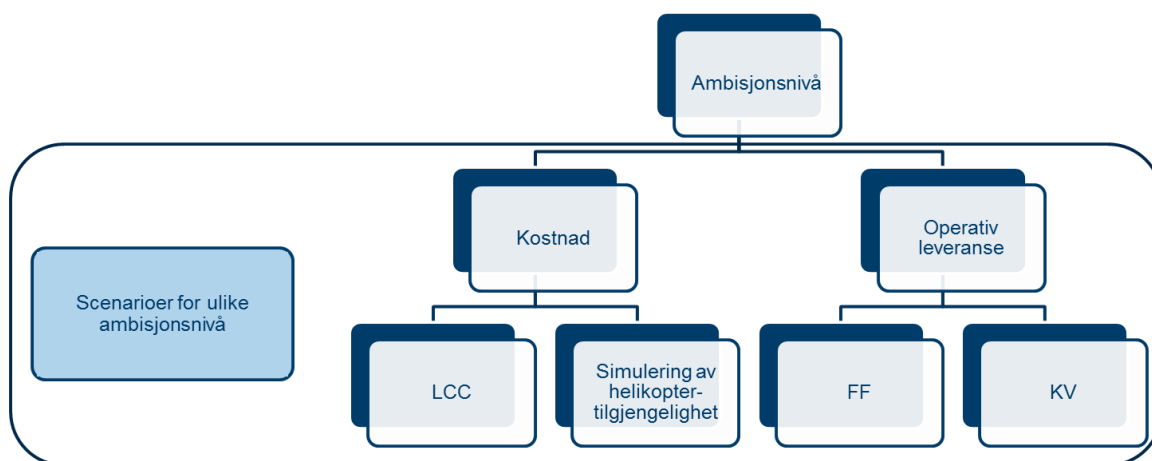 Ambisjonsnivå
Kostnad
Operativ
leveranse
Scenarioer for ulike
ambisjonsnivå
LCC
Simulering av
helikopter-
tilgjengelighet
FF
KV